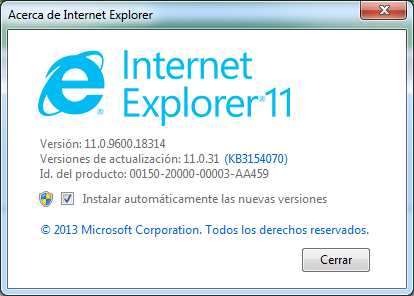 Acerca de Internet Explorer
Internet
Explorer®11
Versión: 11.0.9600.18314
Versiones de actualización: 11.0.31 (KB3154070)
Id. del producto: 00150-20000-00003-AA459
Instalar automáticamente las nuevas versiones
© 2013 Microsoft Corporation. Todos los derechos reservados.
Cerrar